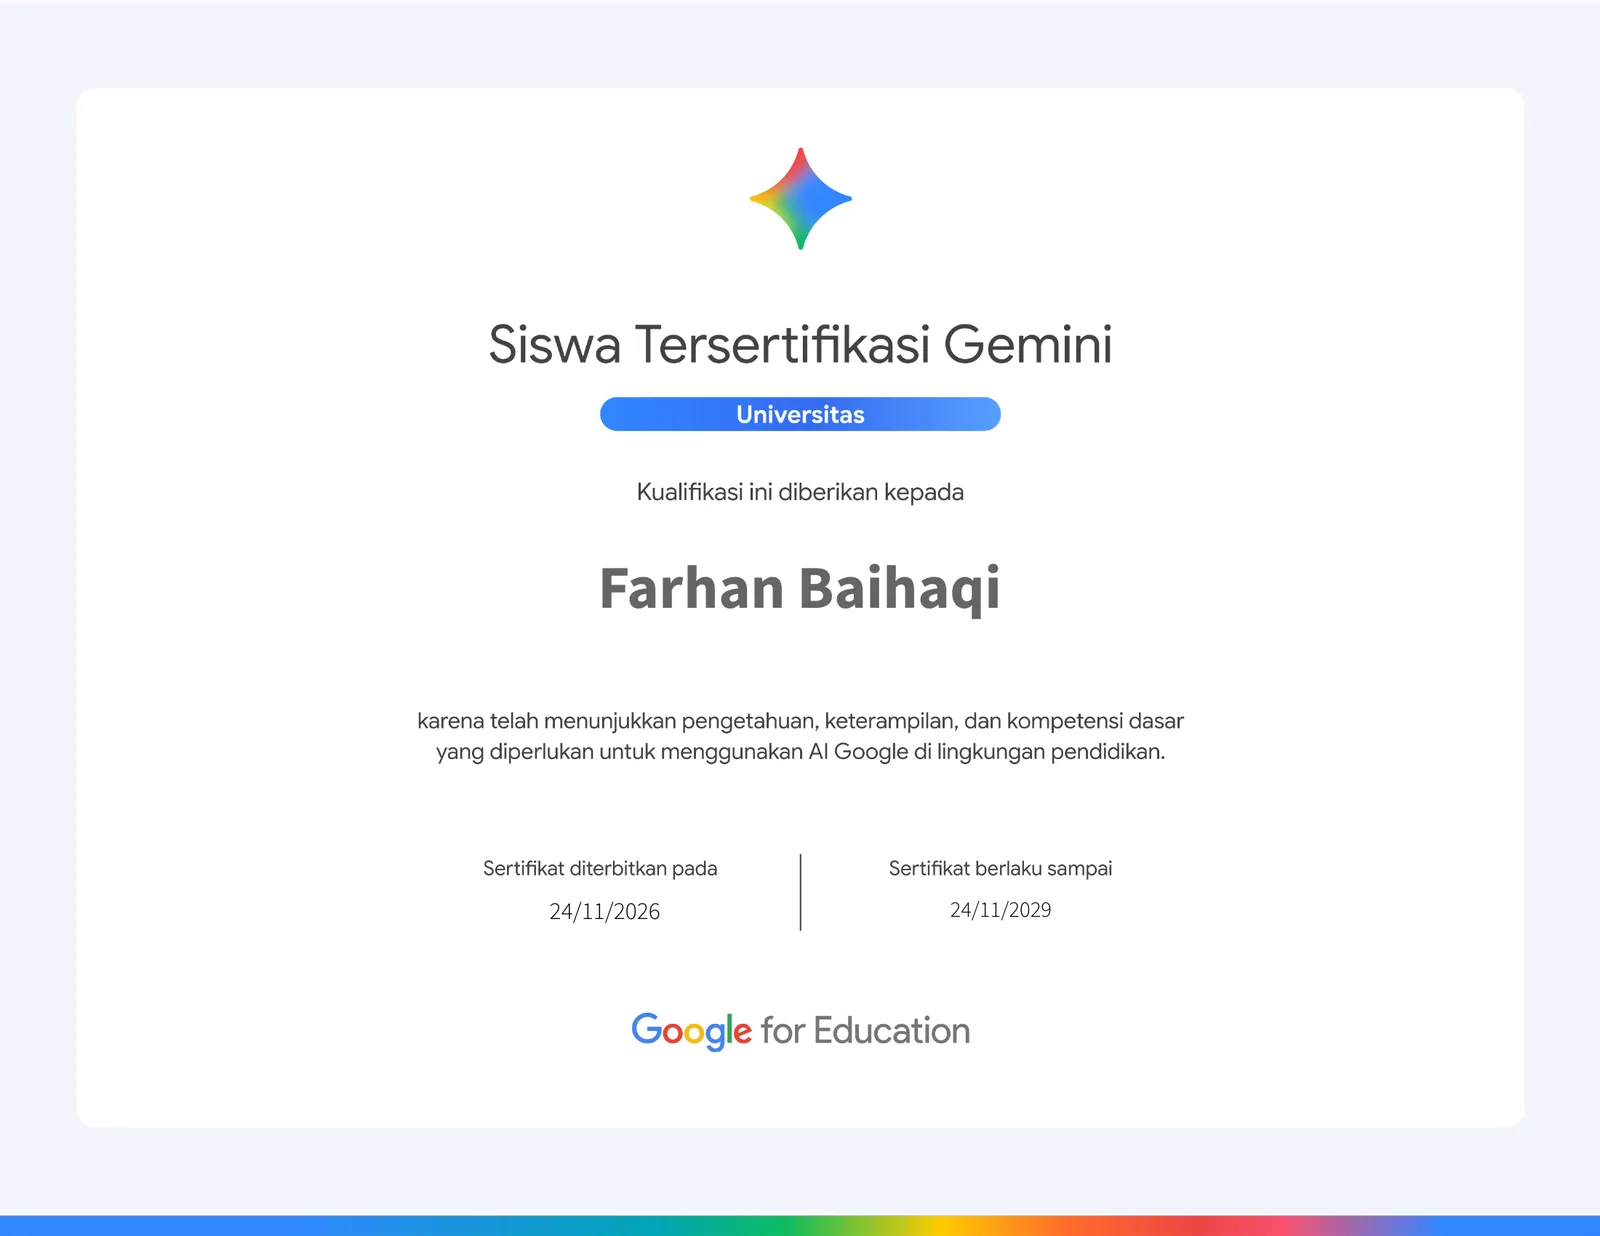 Siswa Tersertifikasi Gemini
Universitas
Kualifikasi ini diberikan kepada
Farhan Baihaqi
karena telah menunjukkan pengetahuan, keterampilan, dan kompetensi dasar
yang diperlukan untuk menggunakan AI Google di lingkungan pendidikan.
Sertifikat diterbitkan pada
24/11/2026
Sertifikat berlaku sampai
24/11/2029
Google for Education